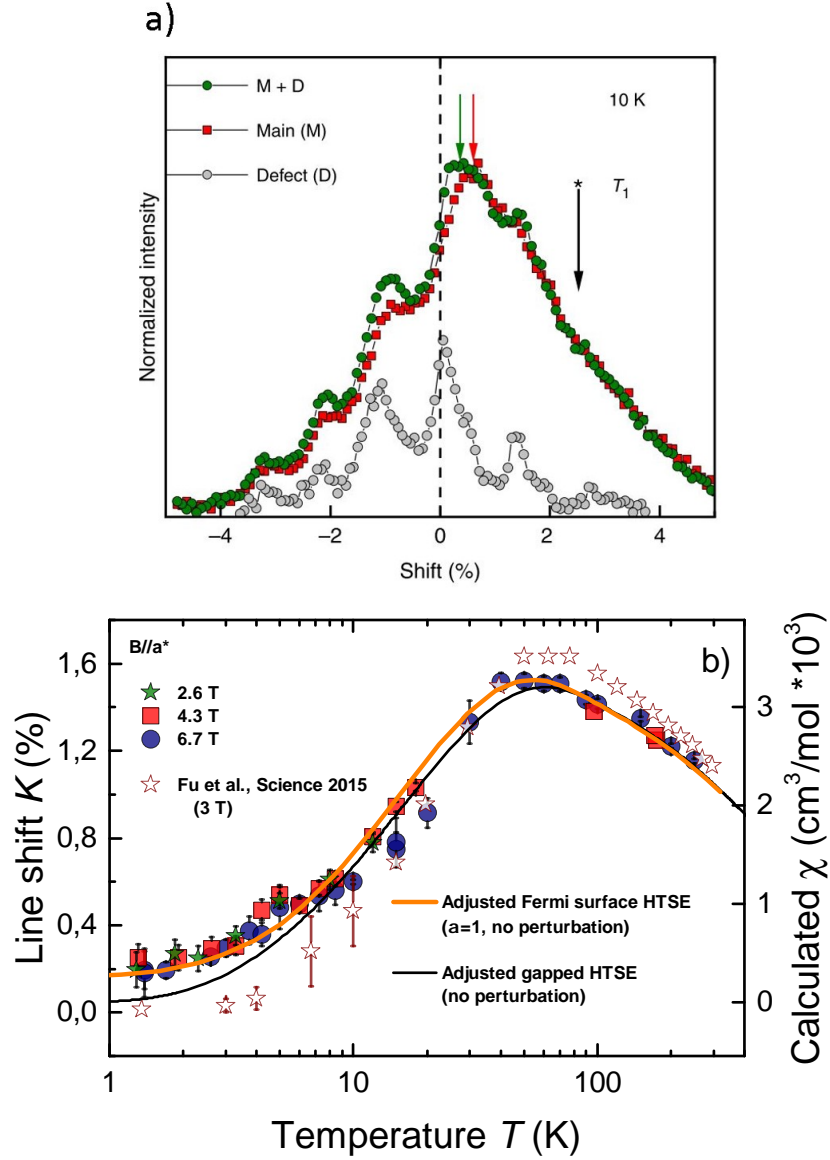 a)
M + D
Main (M)
Defect (D)
10 K
*
T₁
Normalized intensity
−4
−2
0
2
4
Shift (%)
b)
B//a*
2.6 T
4.3 T
6.7 T
Fu et al., Science 2015
(3 T)
Adjusted Fermi surface HTSE
(a=1, no perturbation)
Adjusted gapped HTSE
(no perturbation)
1,6
1,2
0,8
0,4
0,0
Line shift K (%)
3
2
1
0
Calculated χ (cm³/mol *10³)
1
10
100
Temperature T (K)